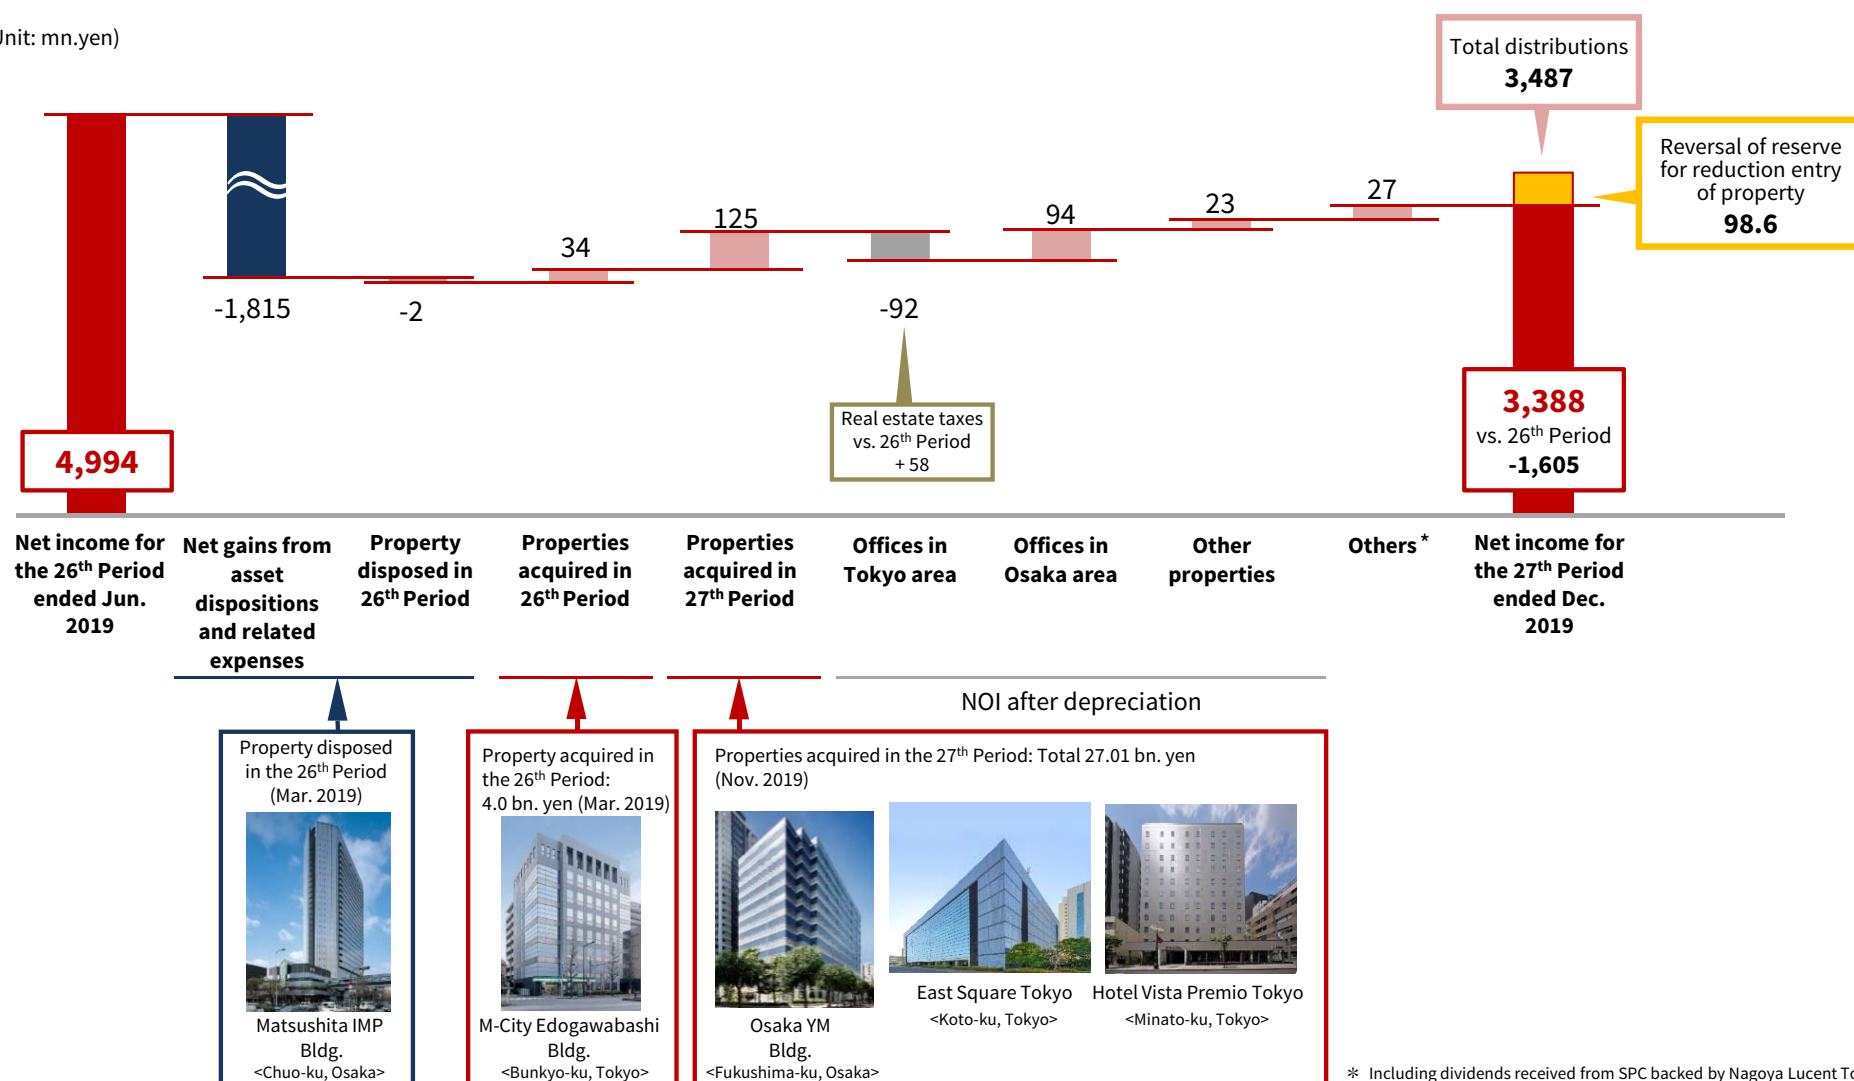 Unit: mn.yen)
Total distributions
3,487
Reversal of reserve
for reduction entry
of property
98.6
-1,815
-2
34
125
-92
94
23
27
Real estate taxes
vs. 26th Period
+ 58
4,994
3,388
vs. 26th Period
-1,605
Net income for
the 26th Period
ended Jun.
2019
Net gains from
asset
dispositions
and related
expenses
Property
disposed in
26th Period
Properties
acquired in
26th Period
Properties
acquired in
27th Period
Offices in
Tokyo area
Offices in
Osaka area
Other
properties
Others *
Net income for
the 27th Period
ended Dec.
2019
NOI after depreciation
Property disposed
in the 26th Period
(Mar. 2019)
Matsushita IMP
Bldg.
<Chuo-ku, Osaka>
Property acquired in
the 26th Period:
4.0 bn. yen (Mar. 2019)
M-City Edogawabashi
Bldg.
<Bunkyo-ku, Tokyo>
Properties acquired in the 27th Period: Total 27.01 bn. yen
(Nov. 2019)
Osaka YM
Bldg.
<Fukushima-ku, Osaka>
East Square Tokyo
<Koto-ku, Tokyo>
Hotel Vista Premio Tokyo
<Minato-ku, Tokyo>
* Including dividends received from SPC backed by Nagoya Lucent To